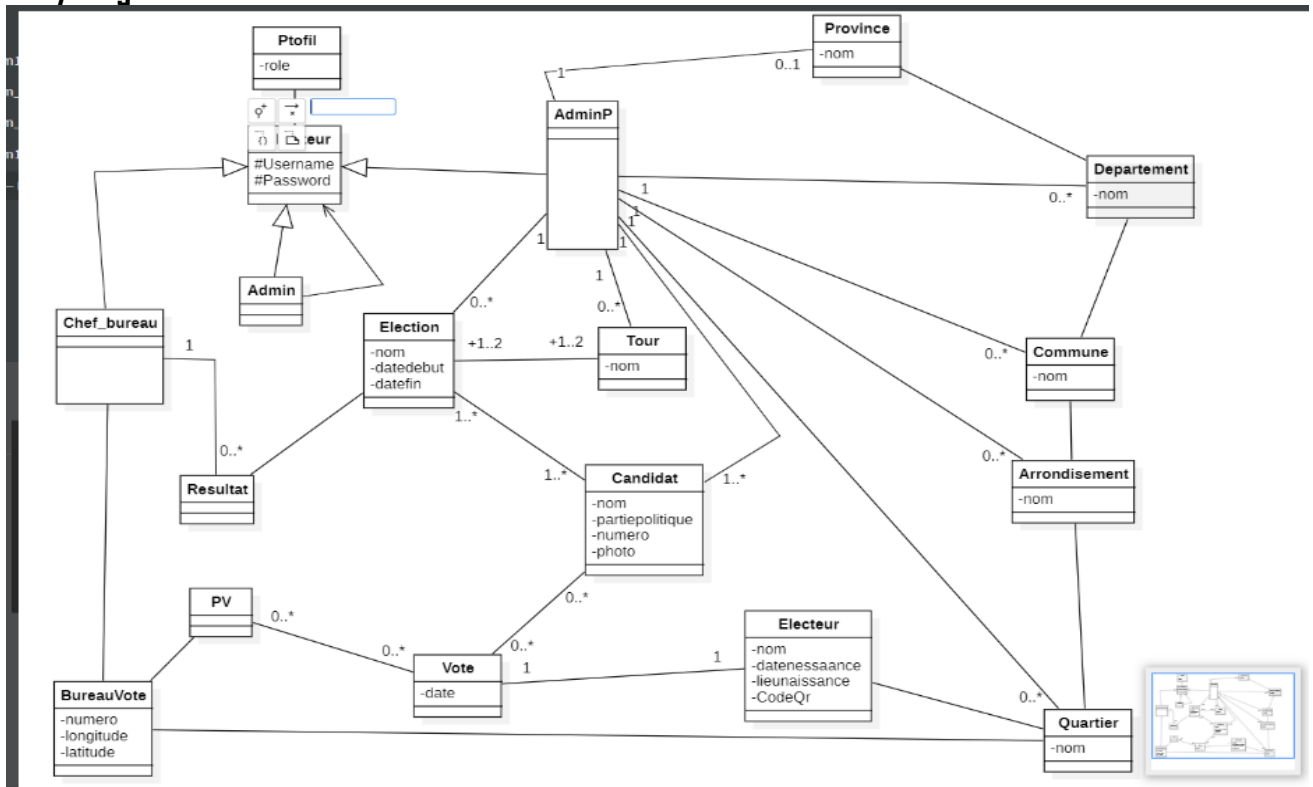 Ptofil
-role
Province
-nom
0..1
1
AdminP
eur
#Username
#Password
Departement
-nom
1
0..*
1
1
1
Admin
1
0..*
1
0..*
Chef_bureau
1
Election
-nom
-datedebut
-datefin
+1..2
+1..2
Tour
-nom
0..*
Commune
-nom
1..*
0..*
0..*
Arrondisement
-nom
Resultat
1..*
Candidat
-nom
-partiepolitique
-numero
-photo
1..*
PV
0..*
0..*
0..*
0..*
Vote
-date
1
1
Electeur
-nom
-datenessaance
-lieunaissance
-CodeQr
BureauVote
-numero
-longitude
-latitude
0..*
Quartier
-nom